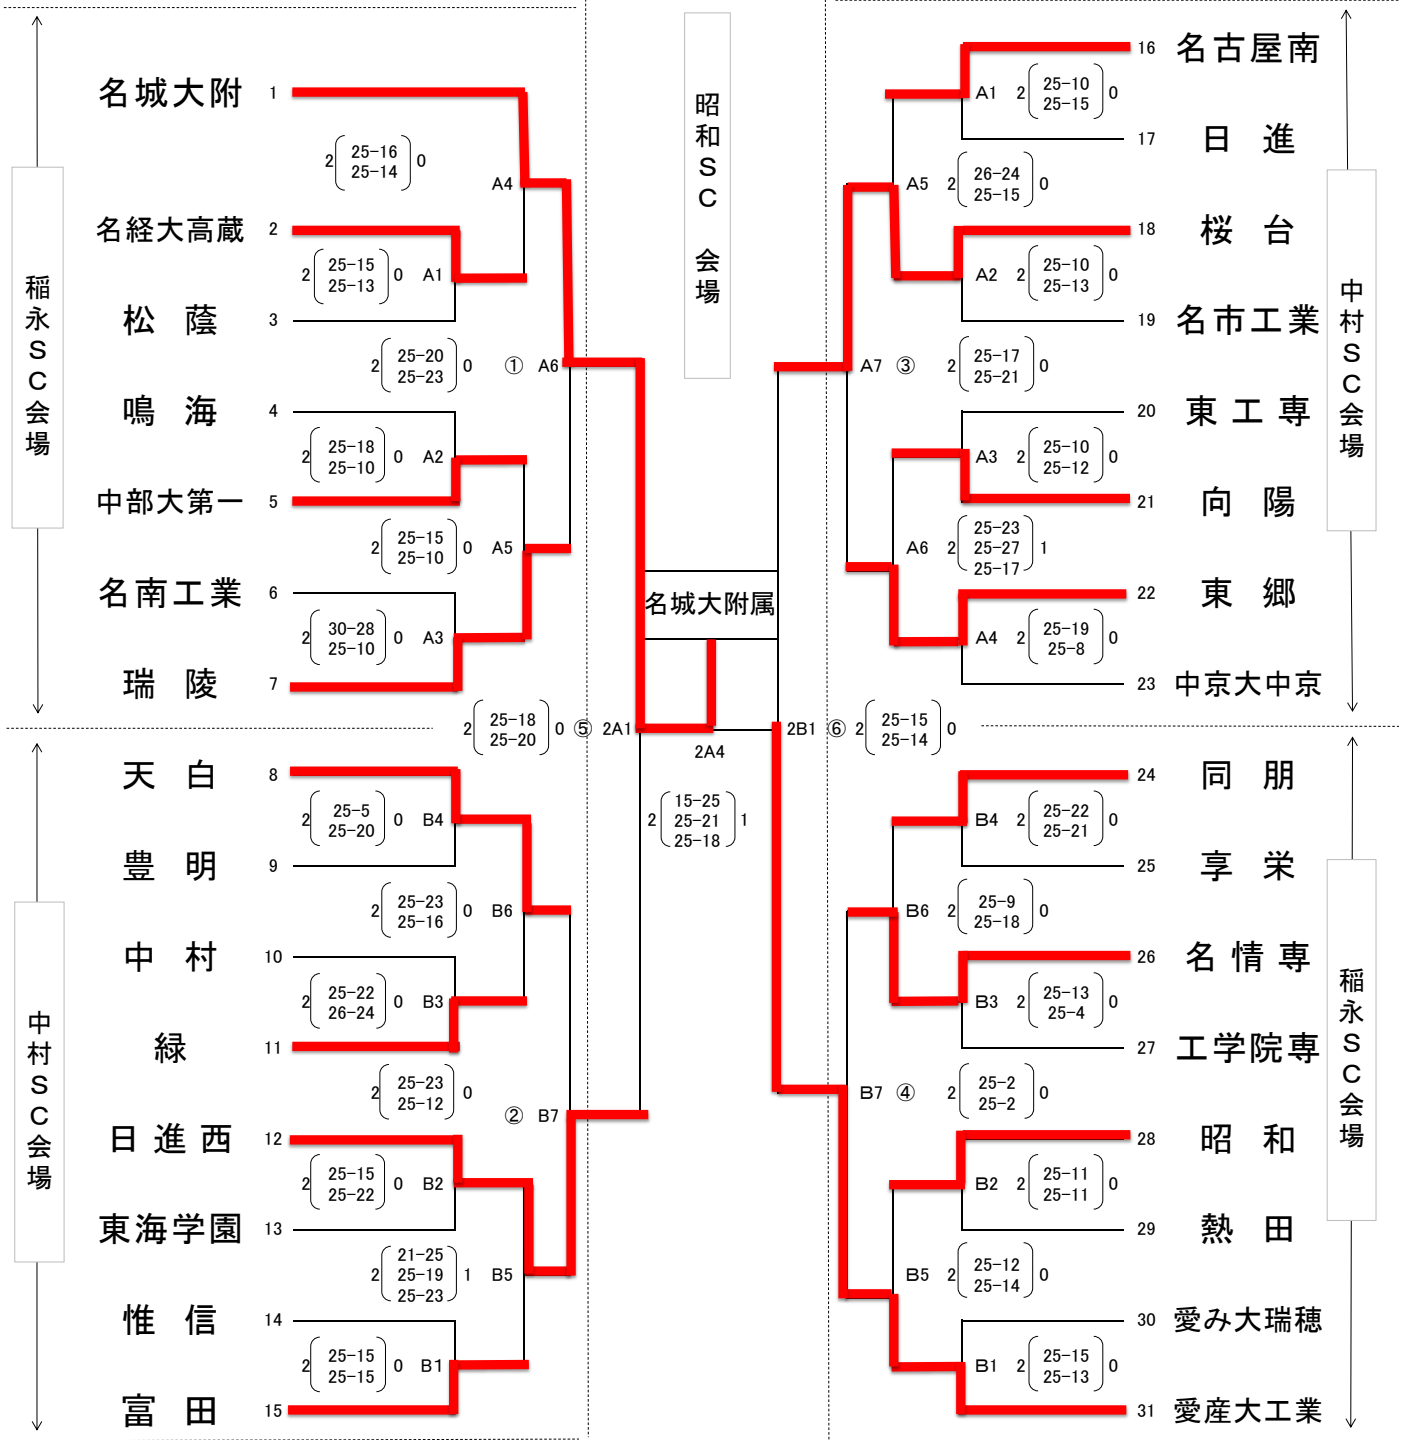 名城大附 1
2 25-16 0
25-14
A4
名経大高蔵 2
2 25-15 0 A1
25-13
松 蔭 3
2 25-20 0 ① A6
25-23
鳴 海 4
2 25-18 0 A2
25-10
中部大第一 5
2 25-15 0 A5
25-10
名南工業 6
2 30-28 0 A3
25-10
瑞 陵 7
稲永SC会場
2 25-18 0 ⑤ 2A1
25-20
天 白 8
2 25-5 0 B4
25-20
豊 明 9
2 25-23 0 B6
25-16
中 村 10
2 25-22 0 B3
26-24
緑 11
2 25-23 0
25-12
② B7
日進西 12
2 25-15 0 B2
25-22
東海学園 13
2 21-25 1 B5
25-19
25-23
惟 信 14
2 25-15 0 B1
25-15
富 田 15
中村SC会場
昭和SC 会場
名城大附属
2A4
2 15-25 1
25-21
25-18
16 名古屋南
A1 2 25-10 0
25-15
17 日 進
A5 2 26-24 0
25-15
18 桜 台
A2 2 25-10 0
25-13
19 名市工業
A7 ③ 2 25-17 0
25-21
20 東工専
A3 2 25-10 0
25-12
21 向 陽
A6 2 25-23 1
25-27
25-17
22 東 郷
A4 2 25-19 0
25-8
23 中京大中京
中村SC会場
2B1 ⑥ 2 25-15 0
25-14
24 同 朋
B4 2 25-22 0
25-21
25 享 栄
B6 2 25-9 0
25-18
26 名情専
B3 2 25-13 0
25-4
27 工学院専
B7 ④ 2 25-2 0
25-2
28 昭 和
B2 2 25-11 0
25-11
29 熱 田
B5 2 25-12 0
25-14
30 愛み大瑞穂
B1 2 25-15 0
25-13
31 愛産大工業
稲永SC会場